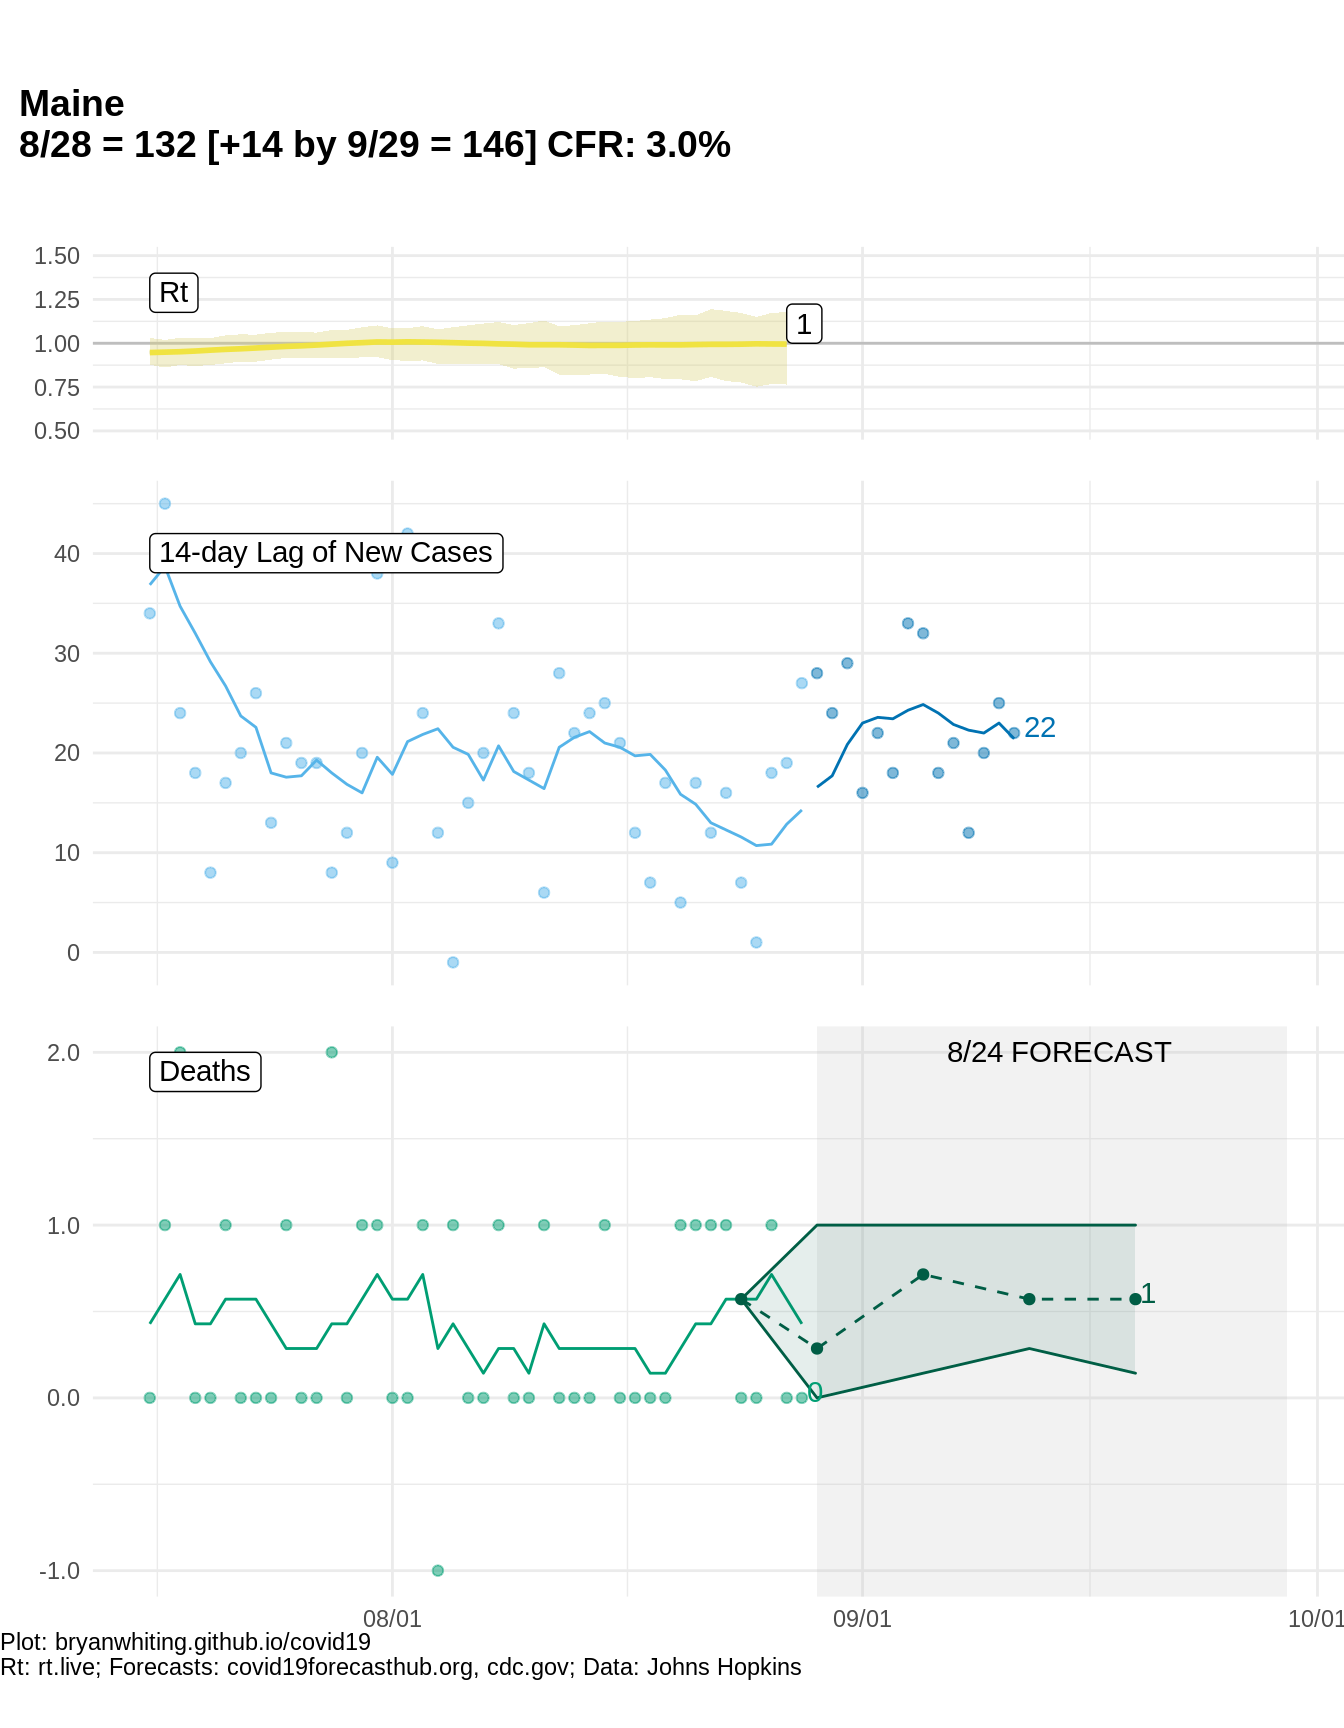 Maine
8/28 = 132 [+14 by 9/29 = 146] CFR: 3.0%
1.50
1.25
1.00
0.75
0.50
Rt
1
40
30
20
10
0
14-day Lag of New Cases
22
2.0
1.0
0.0
-1.0
Deaths
8/24 FORECAST
1
0
08/01
09/01
10/01
Plot: bryanwhiting.github.io/covid19
Rt: rt.live; Forecasts: covid19forecasthub.org, cdc.gov; Data: Johns Hopkins